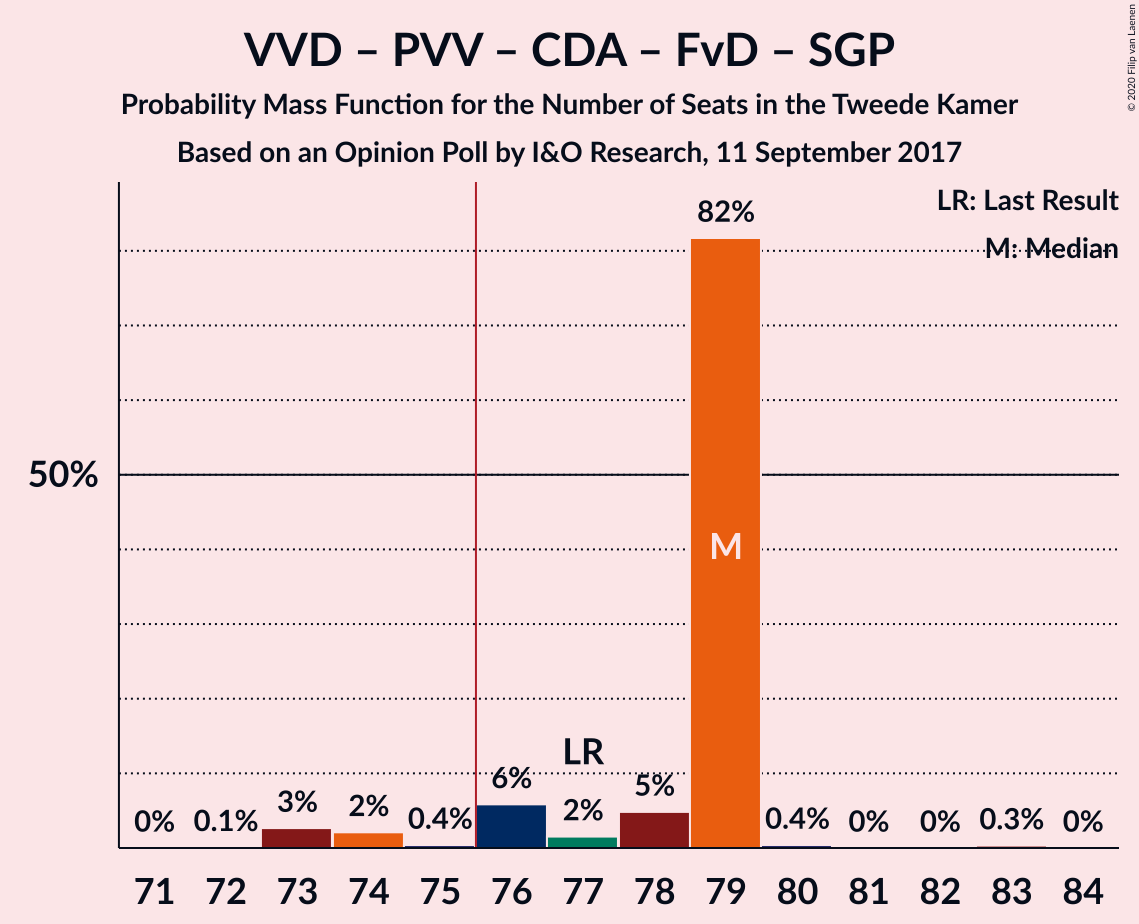 VVD – PVV – CDA – FvD – SGP
Probability Mass Function for the Number of Seats in the Tweede Kamer
Based on an Opinion Poll by I&O Research, 11 September 2017
© 2020 Filip van Laenen
LR: Last Result
M: Median
50%
0% 0.1% 3% 2% 0.4% 6% 2% 5% 82% 0.4% 0% 0% 0.3% 0%
LR
M
71 72 73 74 75 76 77 78 79 80 81 82 83 84